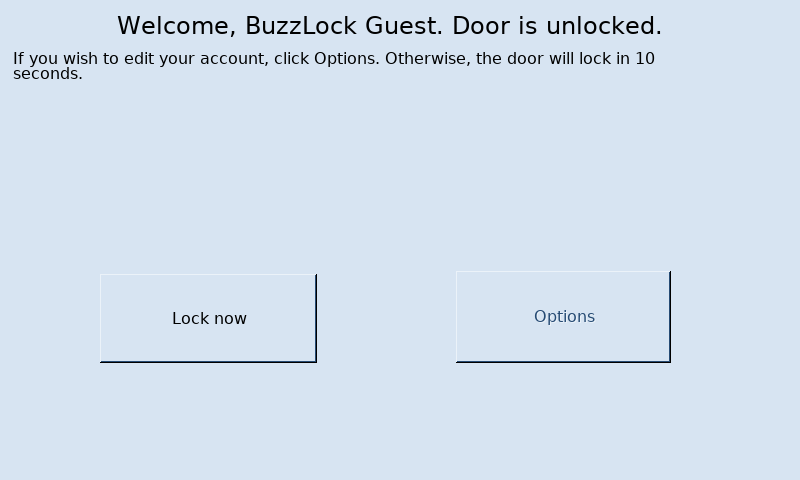 Welcome, BuzzLock Guest. Door is unlocked.
If you wish to edit your account, click Options. Otherwise, the door will lock in 10
seconds.
Lock now
Options